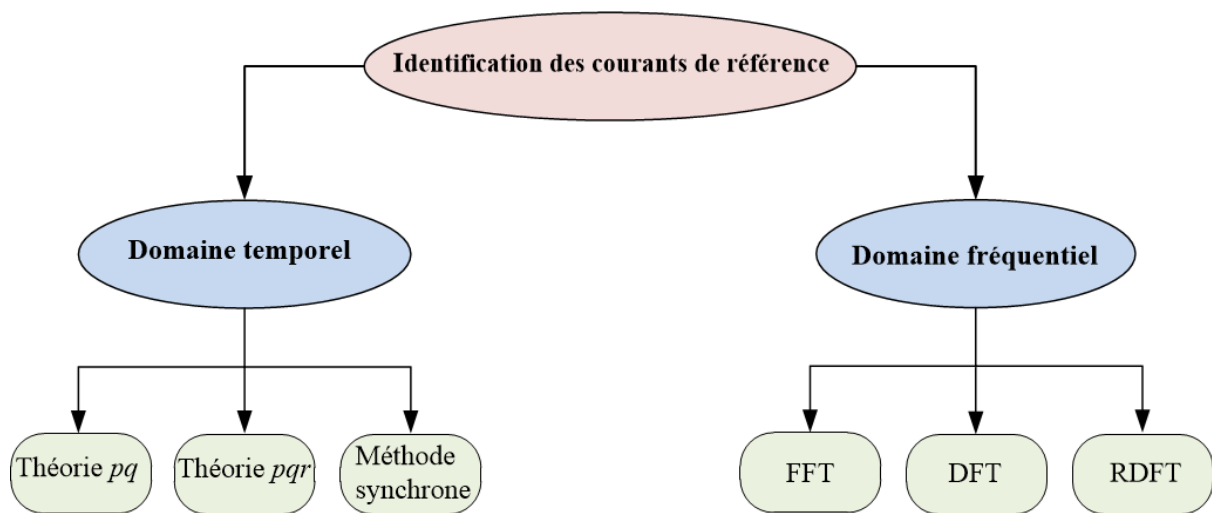 Identification des courants de référence
Domaine temporel
Domaine fréquentiel
Théorie pq
Théorie pqr
Méthode
synchrone
FFT
DFT
RDFT